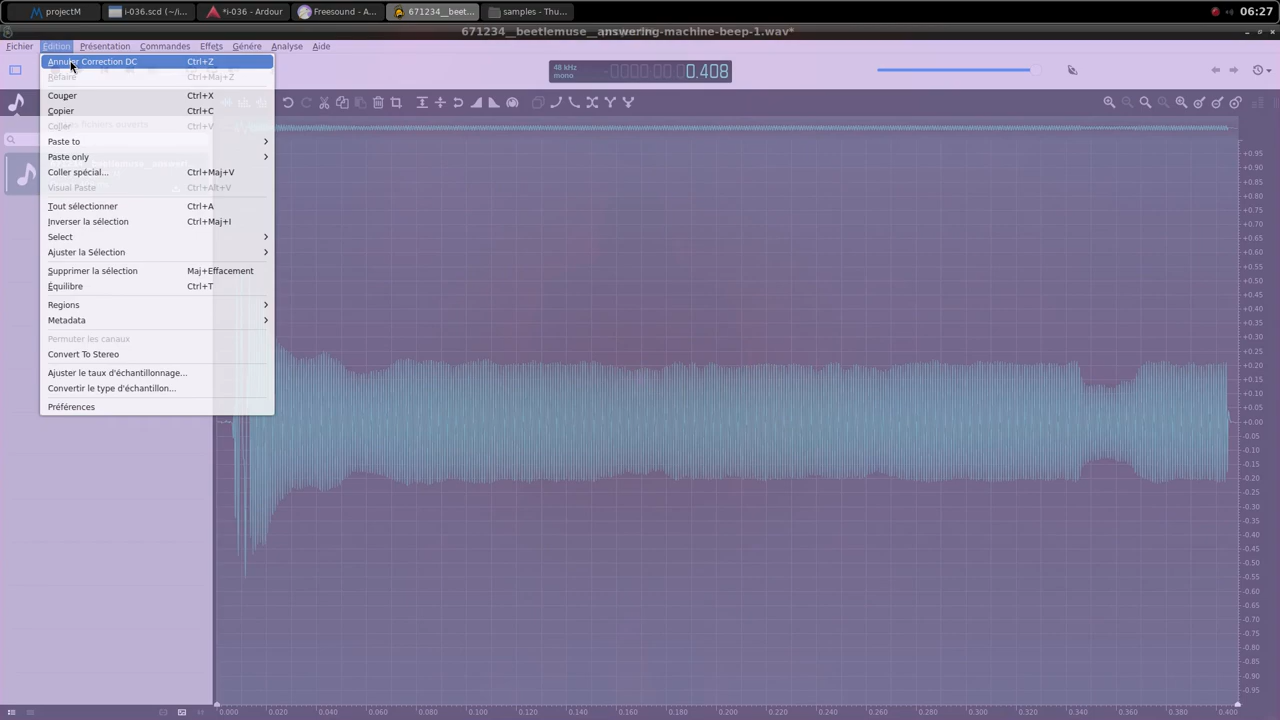 projectM
i-036.scd (~/i...
*i-036 - Ardour
Freesound - A...
671234__beet...
samples - Thu...
06:27
671234__beetlemuse__answering-machine-beep-1.wav*
Fichier
Édition
Présentation
Commandes
Effets
Génére
Analyse
Aide
Annuler Correction DC Ctrl+Z
Refaire Ctrl+Maj+Z
Couper Ctrl+X
Copier Ctrl+C
Coller Ctrl+V
Paste to
Paste only
Coller spécial... Ctrl+Maj+V
Visual Paste Ctrl+Alt+V
Tout sélectionner Ctrl+A
Inverser la sélection Ctrl+Maj+I
Select
Ajuster la Sélection
Supprimer la sélection Maj+Effacement
Équilibre Ctrl+T
Regions
Metadata
Permuter les canaux
Convert To Stereo
Ajuster le taux d'échantillonnage...
Convertir le type d'échantillon...
Préférences
48 kHz
mono
0.408
+0.95
+0.90
+0.85
+0.80
+0.75
+0.70
+0.65
+0.60
+0.55
+0.50
+0.45
+0.40
+0.35
+0.30
+0.25
+0.20
+0.15
+0.10
+0.05
+0.00
-0.05
-0.10
-0.15
-0.20
-0.25
-0.30
-0.35
-0.40
-0.45
-0.50
-0.55
-0.60
-0.65
-0.70
-0.75
-0.80
-0.85
-0.90
-0.95
0.000
0.020
0.040
0.060
0.080
0.100
0.120
0.140
0.160
0.180
0.200
0.220
0.240
0.260
0.280
0.300
0.320
0.340
0.360
0.380
0.400